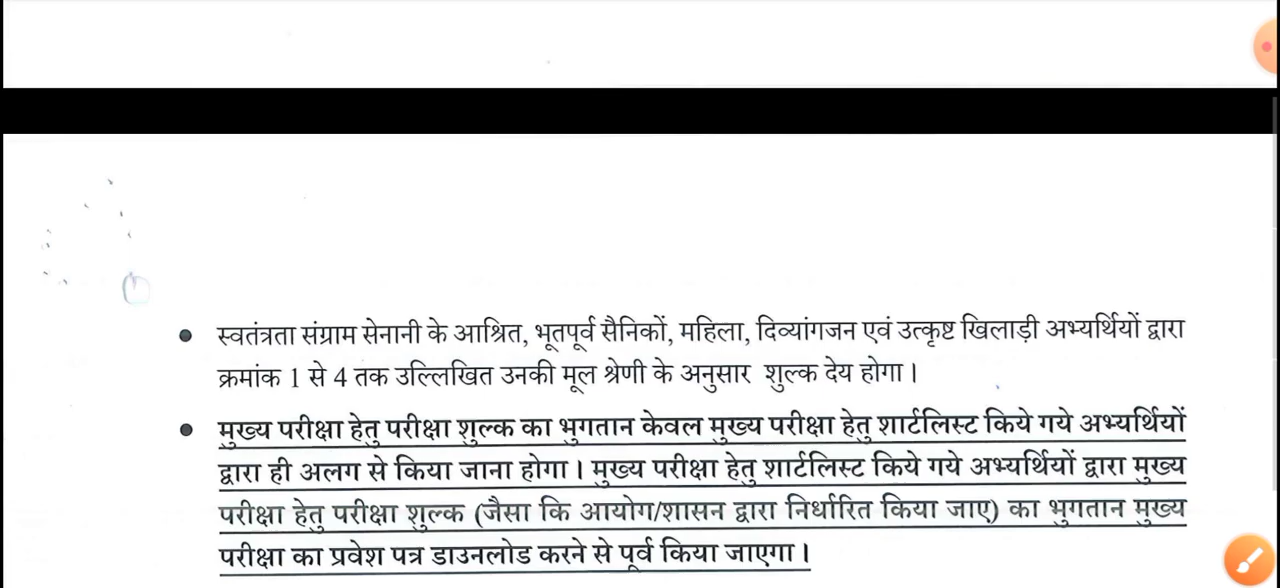 स्वतंत्रता संग्राम सेनानी के आश्रित, भूतपूर्व सैनिकों, महिला, दिव्यांगजन एवं उत्कृष्ट खिलाड़ी अभ्यर्थियों द्वारा
क्रमांक 1 से 4 तक उल्लिखित उनकी मूल श्रेणी के अनुसार शुल्क देय होगा।
मुख्य परीक्षा हेतु परीक्षा शुल्क का भुगतान केवल मुख्य परीक्षा हेतु शार्टलिस्ट किये गये अभ्यर्थियों
द्वारा ही अलग से किया जाना होगा। मुख्य परीक्षा हेतु शार्टलिस्ट किये गये अभ्यर्थियों द्वारा मुख्य
परीक्षा हेतु परीक्षा शुल्क (जैसा कि आयोग/शासन द्वारा निर्धारित किया जाए) का भुगतान मुख्य
परीक्षा का प्रवेश पत्र डाउनलोड करने से पूर्व किया जाएगा।